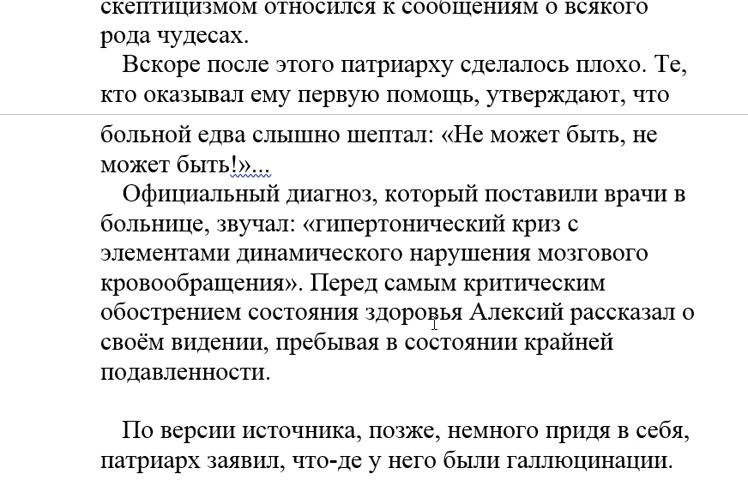 скептицизмом относился к сообщениям о всякого
рода чудесах.
Вскоре после этого патриарху сделалось плохо. Те,
кто оказывал ему первую помощь, утверждают, что
больной едва слышно шептал: «Не может быть, не
может быть!»...
Официальный диагноз, который поставили врачи в
больнице, звучал: «гипертонический криз с
элементами динамического нарушения мозгового
кровообращения». Перед самым критическим
обострением состояния здоровья Алексий рассказал о
своём видении, пребывая в состоянии крайней
подавленности.
По версии источника, позже, немного придя в себя,
патриарх заявил, что-де у него были галлюцинации.